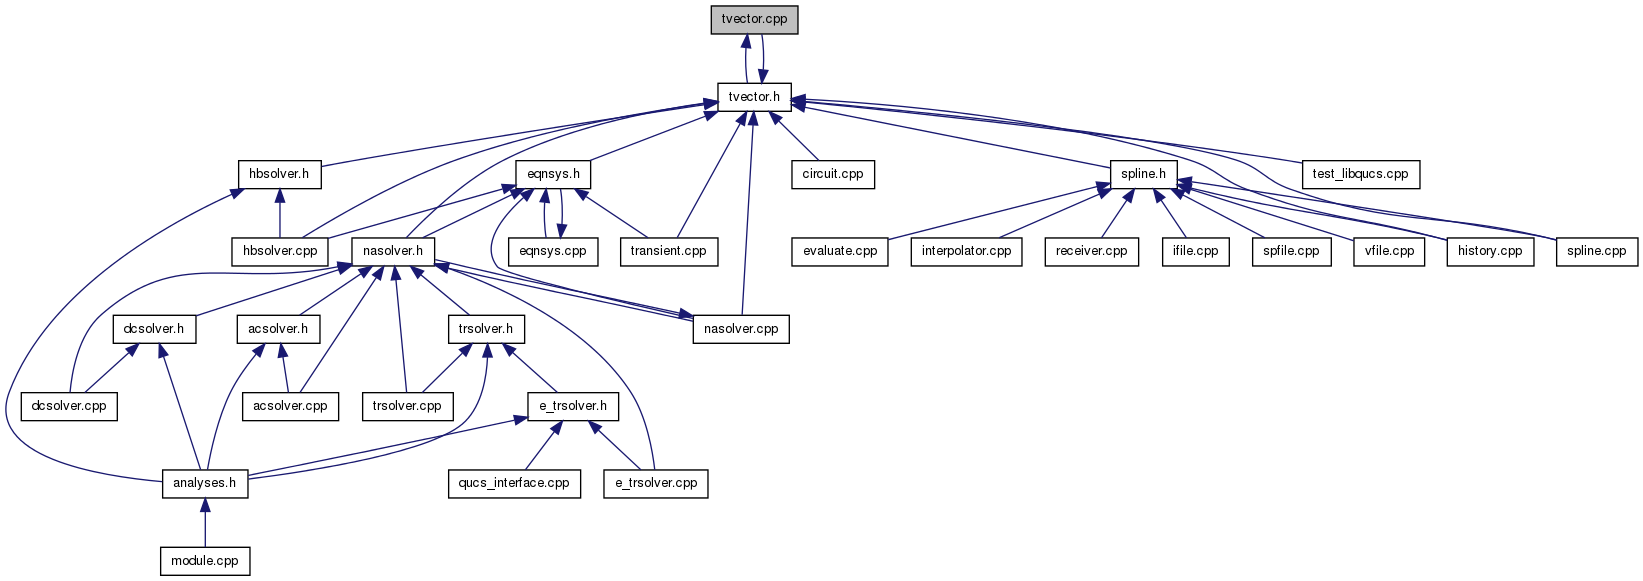 tvector.cpp
tvector.h
hbsolver.h
eqnsys.h
circuit.cpp
spline.h
test_libqucs.cpp
hbsolver.cpp
nasolver.h
eqnsys.cpp
transient.cpp
evaluate.cpp
interpolator.cpp
receiver.cpp
ifile.cpp
spfile.cpp
vfile.cpp
history.cpp
spline.cpp
dcsolver.h
acsolver.h
trsolver.h
nasolver.cpp
dcsolver.cpp
acsolver.cpp
trsolver.cpp
e_trsolver.h
analyses.h
qucs_interface.cpp
e_trsolver.cpp
module.cpp